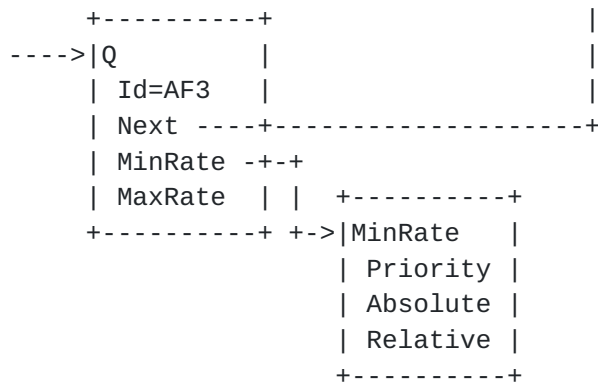 +----------+                    |
---->|Q         |                    |
     | Id=AF3   |                    |
     | Next ----+--------------------+
     | MinRate -+-+
     | MaxRate  | |  +----------+
     +----------+ +->|MinRate   |
                     | Priority |
                     | Absolute |
                     | Relative |
                     +----------+